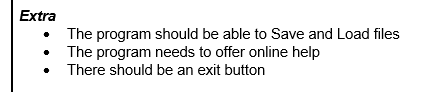 Extra
• The program should be able to Save and Load files
• The program needs to offer online help
• There should be an exit button